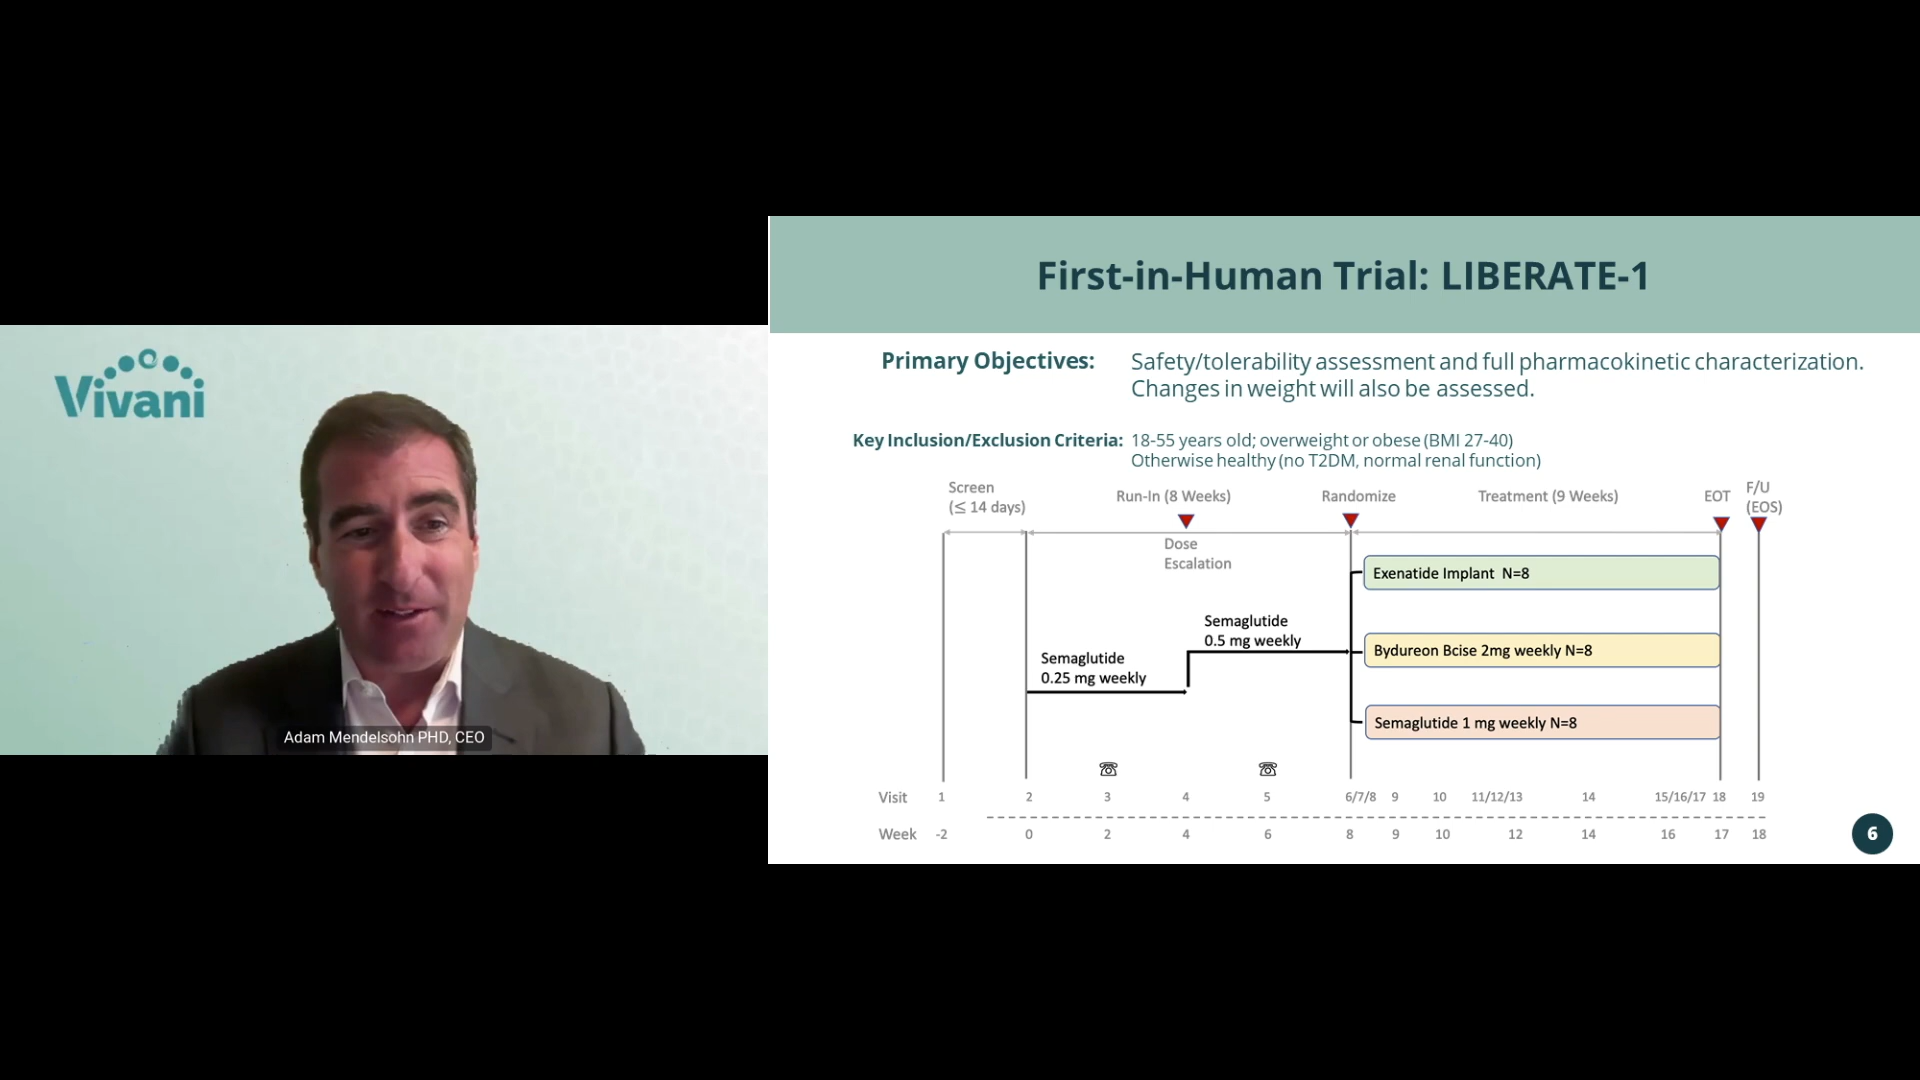 Vivani
Adam Mendelsohn PHD, CEO
First-in-Human Trial: LIBERATE-1
Primary Objectives: Safety/tolerability assessment and full pharmacokinetic characterization.
Changes in weight will also be assessed.
Key Inclusion/Exclusion Criteria: 18-55 years old; overweight or obese (BMI 27-40)
Otherwise healthy (no T2DM, normal renal function)
Screen
(≤ 14 days)
Run-In (8 Weeks)
Randomize
Treatment (9 Weeks)
EOT
F/U
(EOS)
Dose
Escalation
Exenatide Implant N=8
Semaglutide
0.5 mg weekly
Bydureon Bcise 2mg weekly N=8
Semaglutide
0.25 mg weekly
Semaglutide 1 mg weekly N=8
Visit 1 2 3 4 5 6/7/8 9 10 11/12/13 14 15/16/17 18 19
Week -2 0 2 4 6 8 9 10 12 14 16 17 18
6